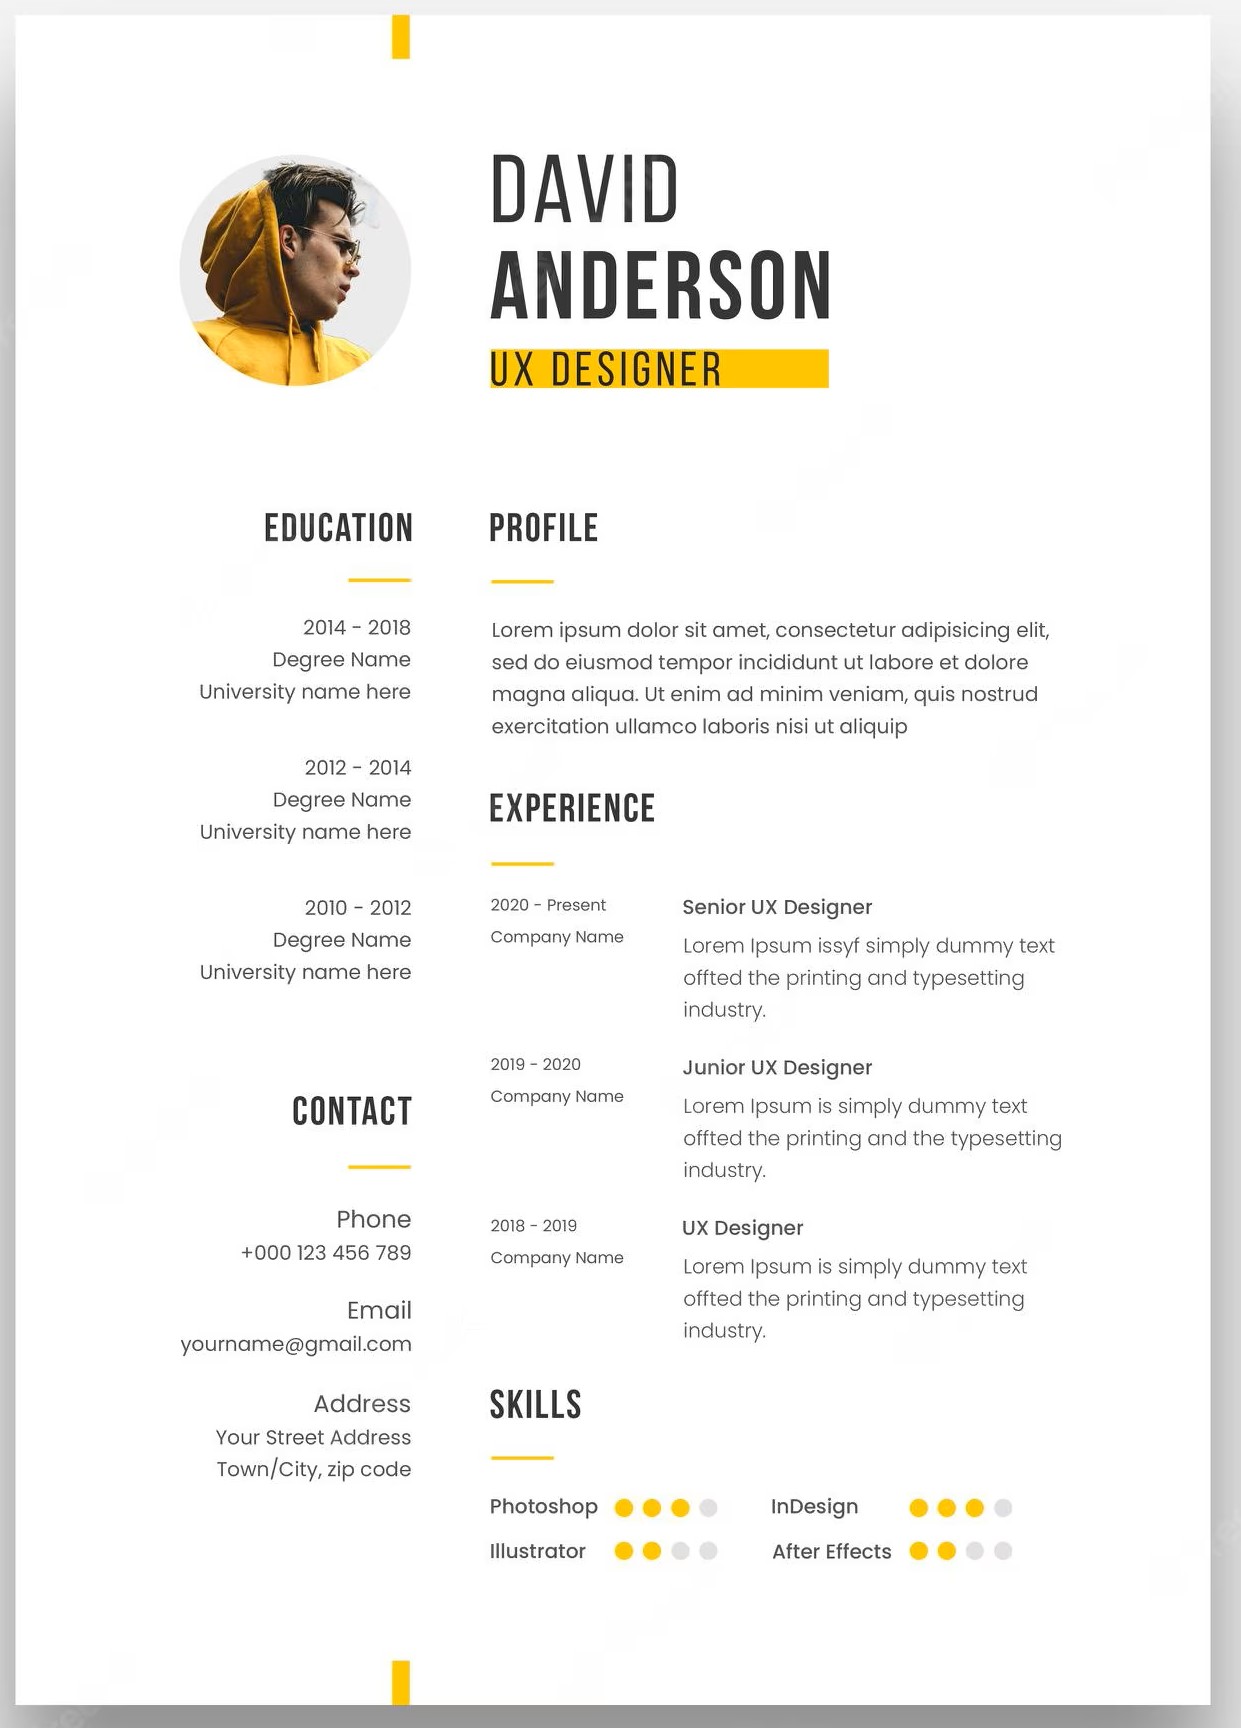 DAVID
ANDERSON
UX DESIGNER
EDUCATION
2014 - 2018
Degree Name
University name here
2012 - 2014
Degree Name
University name here
2010 - 2012
Degree Name
University name here
CONTACT
Phone
+000 123 456 789
Email
yourname@gmail.com
Address
Your Street Address
Town/City, zip code
PROFILE
Lorem ipsum dolor sit amet, consectetur adipisicing elit,
sed do eiusmod tempor incididunt ut labore et dolore
magna aliqua. Ut enim ad minim veniam, quis nostrud
exercitation ullamco laboris nisi ut aliquip
EXPERIENCE
2020 - Present
Company Name
Senior UX Designer
Lorem Ipsum issyf simply dummy text
offted the printing and typesetting
industry.
2019 - 2020
Company Name
Junior UX Designer
Lorem Ipsum is simply dummy text
offted the printing and the typesetting
industry.
2018 - 2019
Company Name
UX Designer
Lorem Ipsum is simply dummy text
offted the printing and typesetting
industry.
SKILLS
Photoshop
InDesign
Illustrator
After Effects